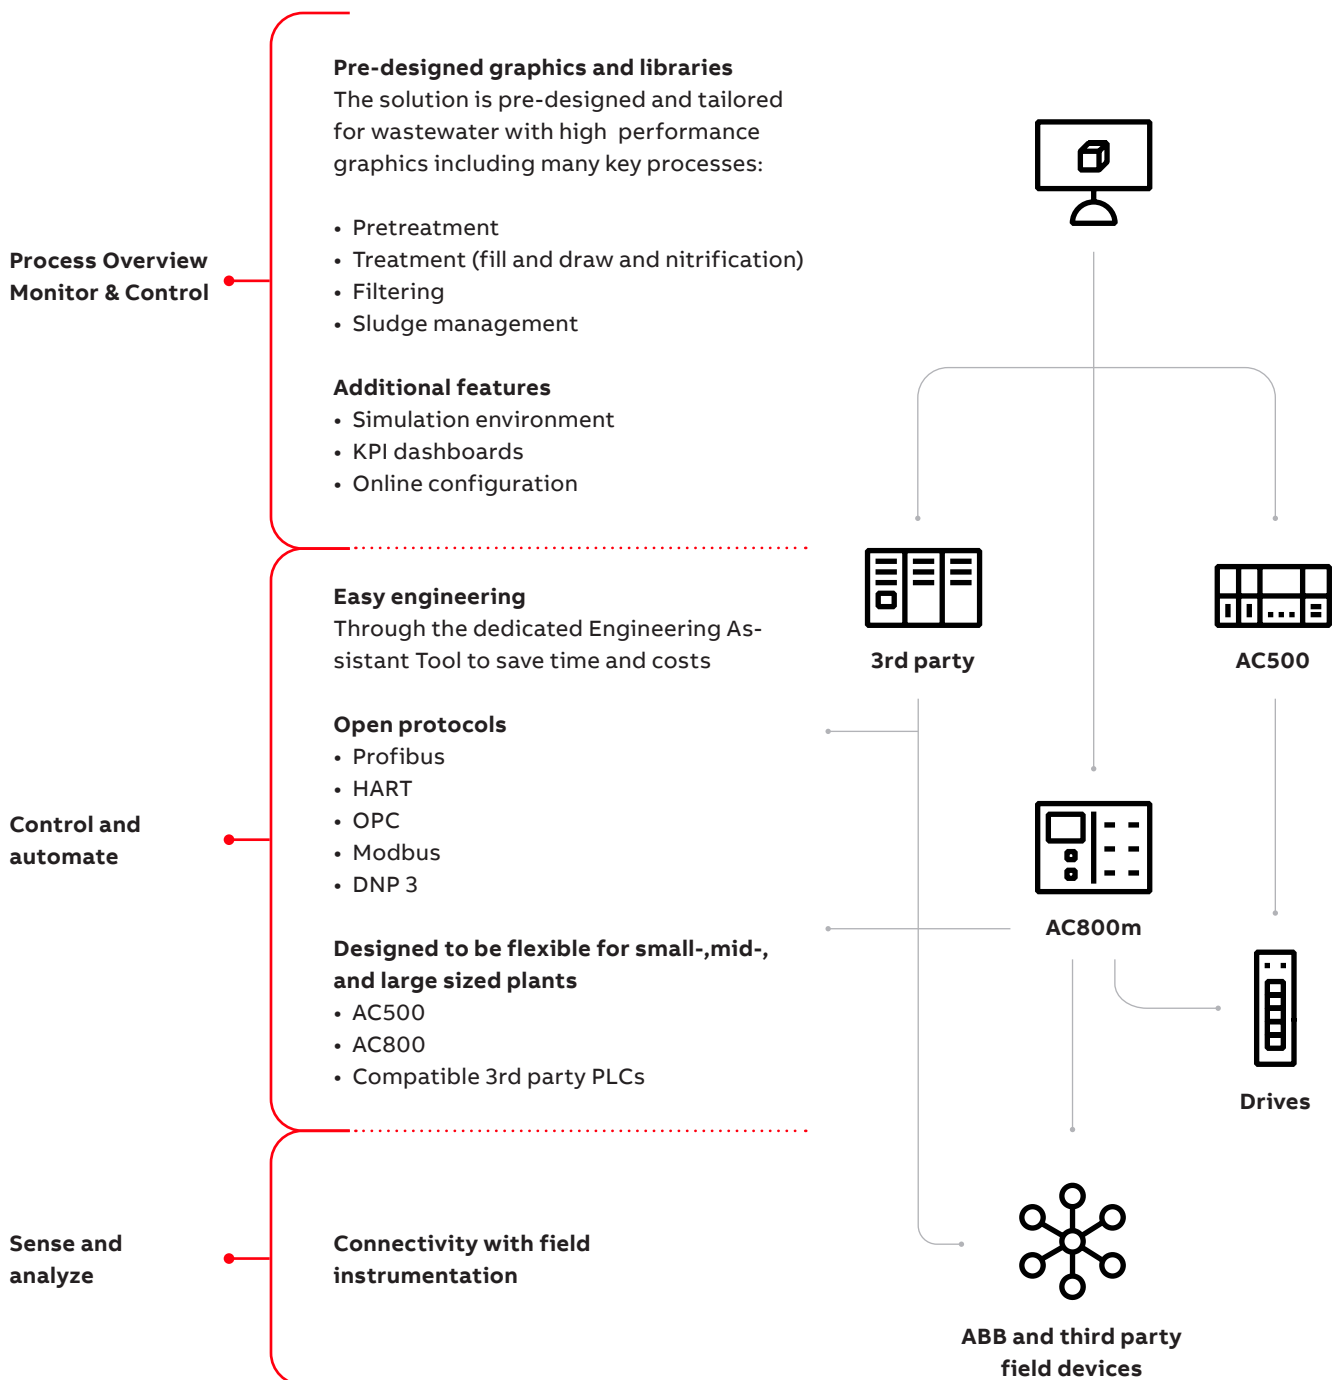 Process Overview
Monitor & Control
Pre-designed graphics and libraries
The solution is pre-designed and tailored
for wastewater with high performance
graphics including many key processes:
• Pretreatment
• Treatment (fill and draw and nitrification)
• Filtering
• Sludge management
Additional features
• Simulation environment
• KPI dashboards
• Online configuration
Control and
automate
Easy engineering
Through the dedicated Engineering As-
sistant Tool to save time and costs
Open protocols
• Profibus
• HART
• OPC
• Modbus
• DNP 3
Designed to be flexible for small-,mid-,
and large sized plants
• AC500
• AC800
• Compatible 3rd party PLCs
Sense and
analyze
Connectivity with field
instrumentation
3rd party
AC500
AC800m
Drives
ABB and third party
field devices